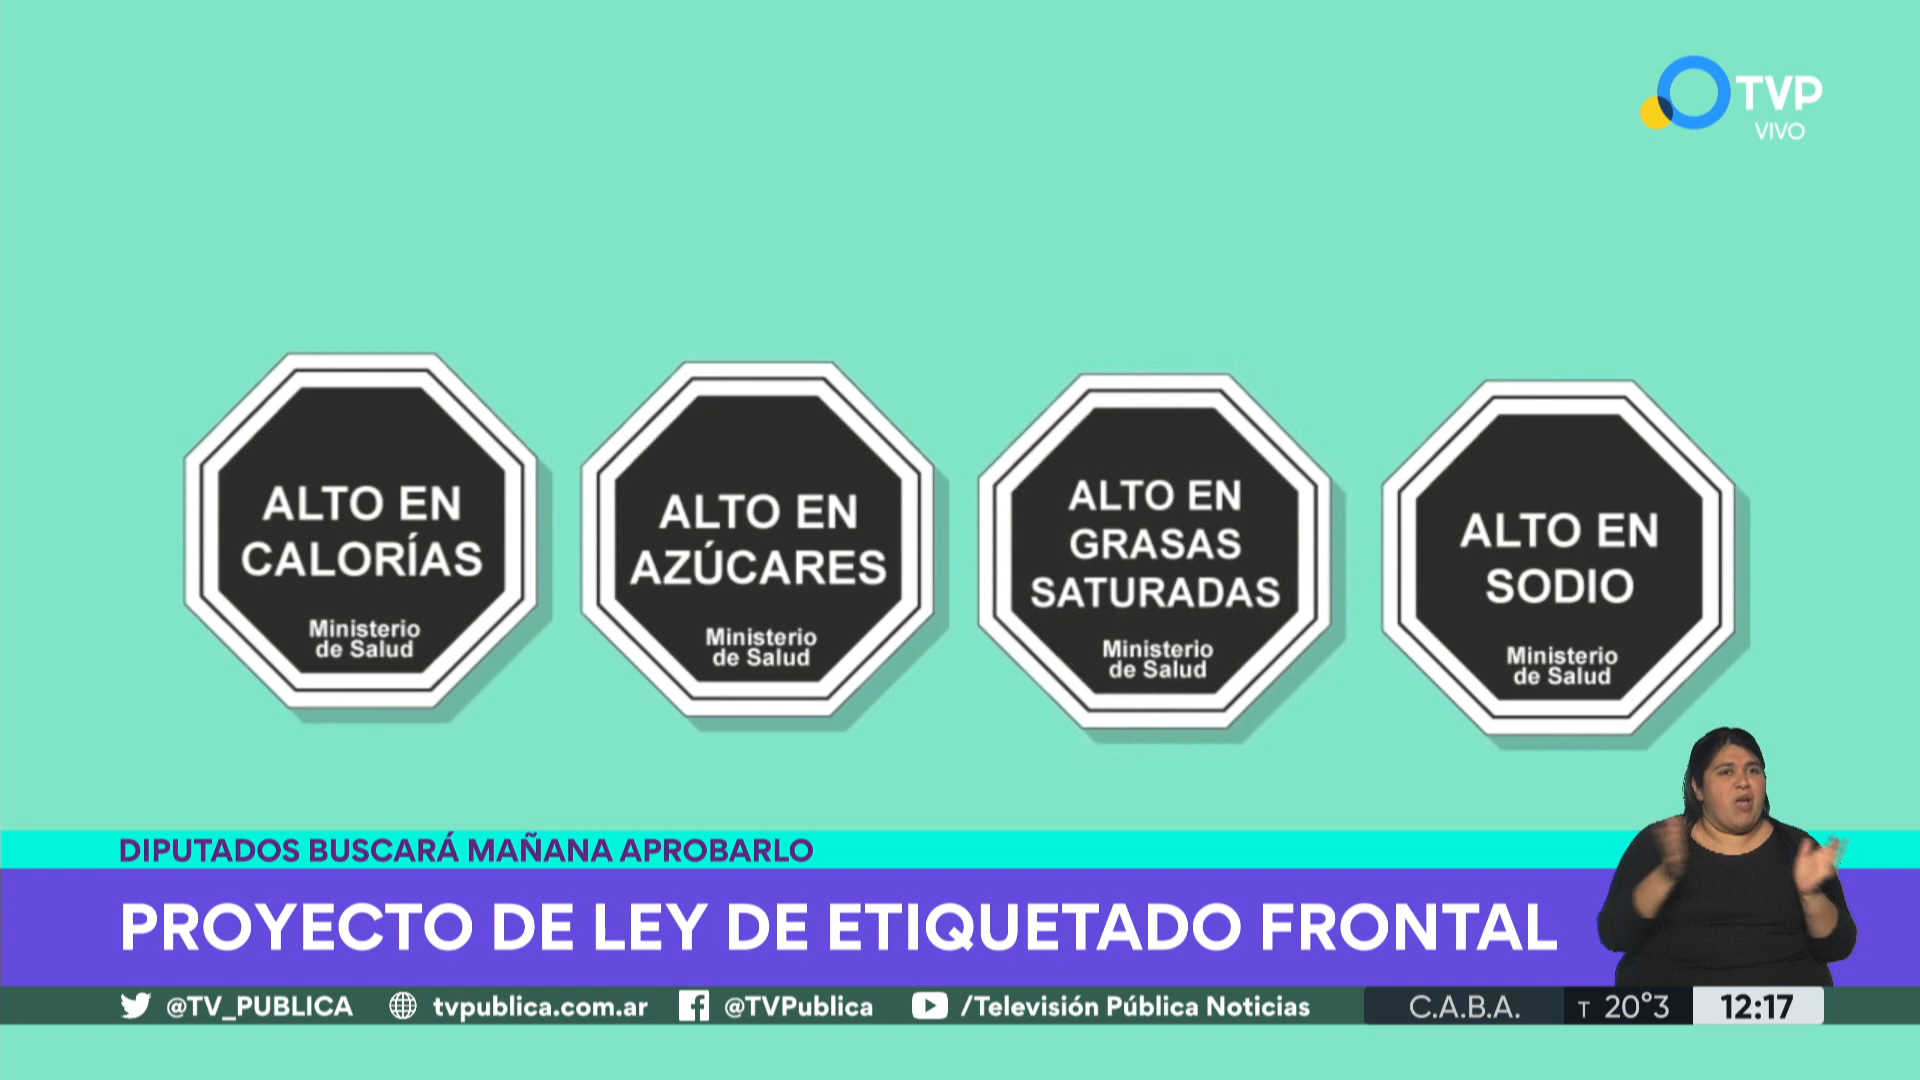 TVP
VIVO
ALTO EN
CALORÍAS
Ministerio
de Salud
ALTO EN
AZÚCARES
Ministerio
de Salud
ALTO EN
GRASAS
SATURADAS
Ministerio
de Salud
ALTO EN
SODIO
Ministerio
de Salud
DIPUTADOS BUSCARÁ MAÑANA APROBARLO
PROYECTO DE LEY DE ETIQUETADO FRONTAL
@TV_PUBLICA tvpublica.com.ar @TVPublica /Televisión Pública Noticias C.A.B.A. T 20°3 12:17